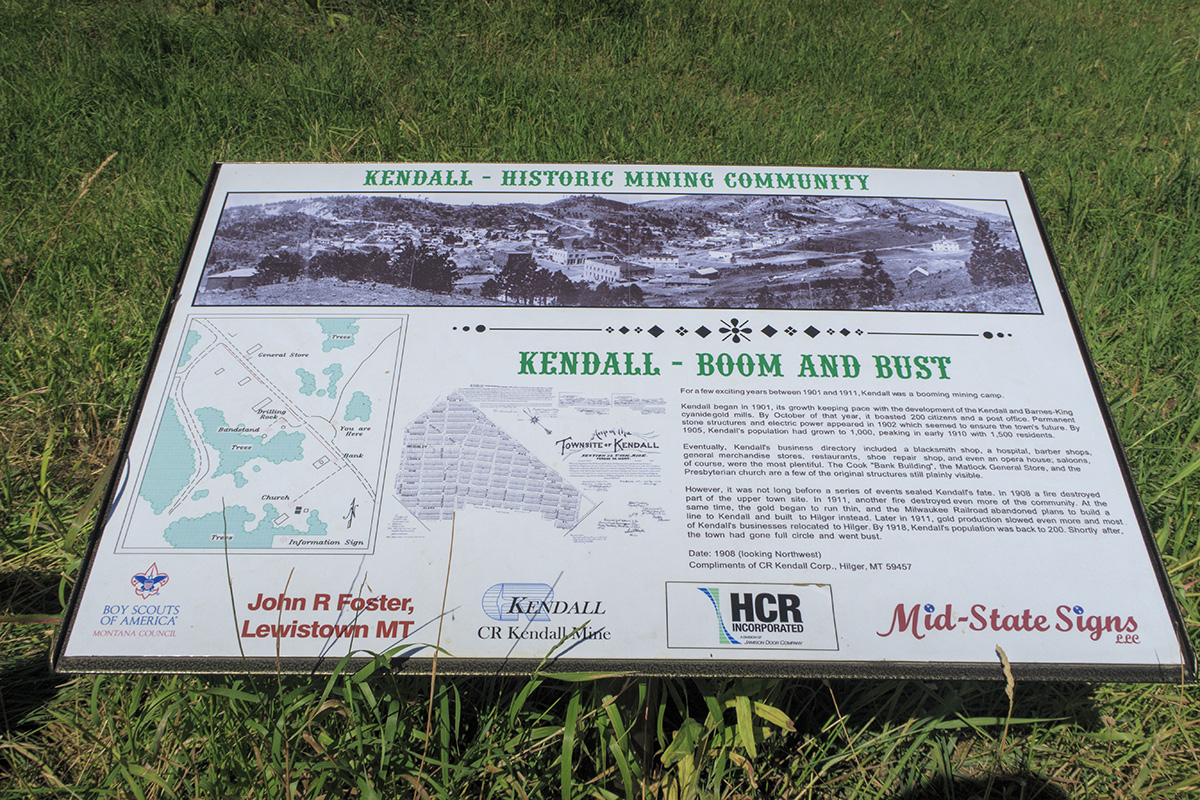 KENDALL - HISTORIC MINING COMMUNITY
KENDALL - BOOM AND BUST
For a few exciting years between 1901 and 1911, Kendall was a booming mining camp.
Kendall began in 1901, its growth keeping pace with the development of the Kendall and Barnes-King
cyanidegold mills. By October of that year, it boasted 200 citizens and a post office. Permanent
stone structures and electric power appeared in 1902 which seemed to ensure the town's future. By
1905, Kendall's population had grown to 1,000, peaking in early 1910 with 1,500 residents.
Eventually, Kendall's business directory included a blacksmith shop, a hospital, barber shops,
general merchandise stores, restaurants, shoe repair shop, and even an opera house; saloons,
of course, were the most plentiful. The Cook "Bank Building", the Matlock General Store, and the
Presbyterian church are a few of the original structures still plainly visible.
However, it was not long before a series of events sealed Kendall's fate. In 1908 a fire destroyed
part of the upper town site. In 1911, another fire destroyed even more of the community. At the
same time, the gold began to run thin, and the Milwaukee Railroad abandoned plans to build a
line to Kendall and built to Hilger instead. Later in 1911, gold production slowed even more and most
of Kendall's businesses relocated to Hilger. By 1918, Kendall's population was back to 200. Shortly after,
the town had gone full circle and went bust.
Date: 1908 (looking Northwest)
Compliments of CR Kendall Corp., Hilger, MT 59457
Trees
General Store
Drilling
Rock
Bandstand
Trees
You are
Here
Bank
Church
Trees
Information Sign
Map of the
TOWNSITE OF KENDALL
BOY SCOUTS
OF AMERICA
MONTANA COUNCIL
John R Foster,
Lewistown MT
KENDALL
CR Kendall Mine
HCR
INCORPORATED
A DIVISION OF
JAMISON DOOR COMPANY
Mid-State Signs
LLC